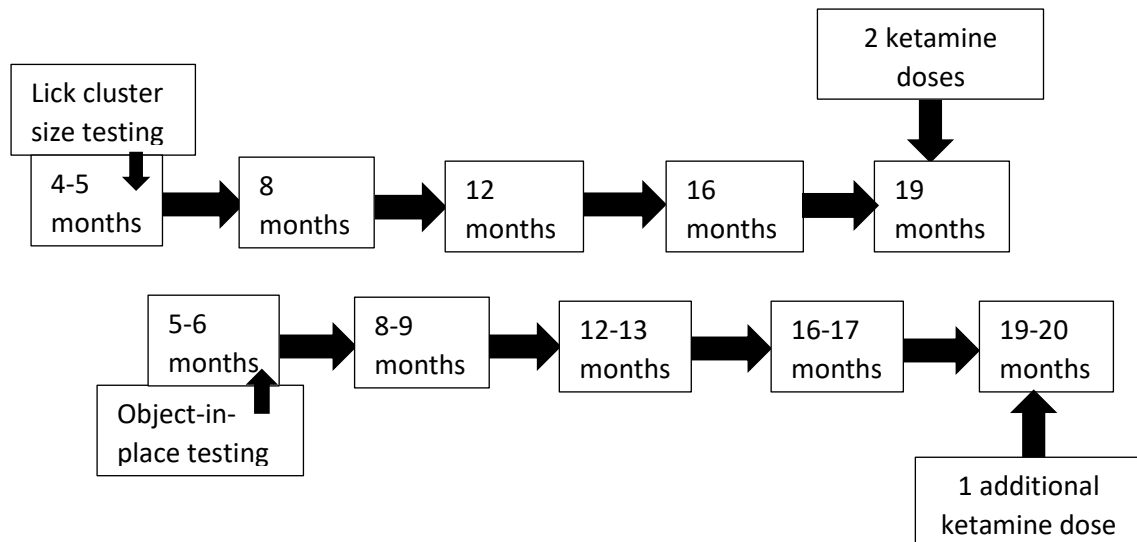 2 ketamine
doses
Lick cluster
size testing
4-5
months
8
months
12
months
16
months
19
months
5-6
months
8-9
months
12-13
months
16-17
months
19-20
months
Object-in-
place testing
1 additional
ketamine dose